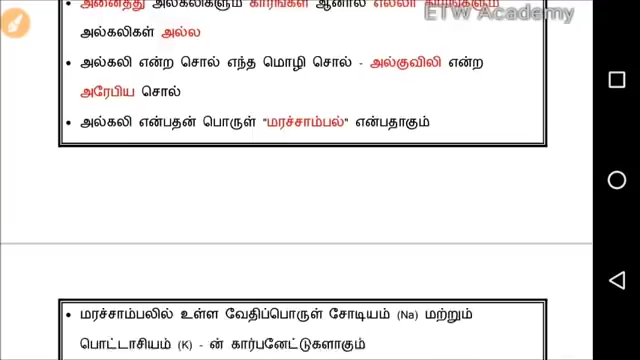 ETW Academy
• அனைத்து அல்கலிகளும் காரங்கள் ஆனால் எல்லா காரங்களும்
அல்கலிகள் அல்ல
• அல்கலி என்ற சொல் எந்த மொழி சொல் - அல்குவிலி என்ற
அரேபிய சொல்
• அல்கலி என்பதன் பொருள் "மரச்சாம்பல்" என்பதாகும்
• மரச்சாம்பலில் உள்ள வேதிப்பொருள் சோடியம் (Na) மற்றும்
பொட்டாசியம் (K) - ன் கார்பனேட்டுகளாகும்